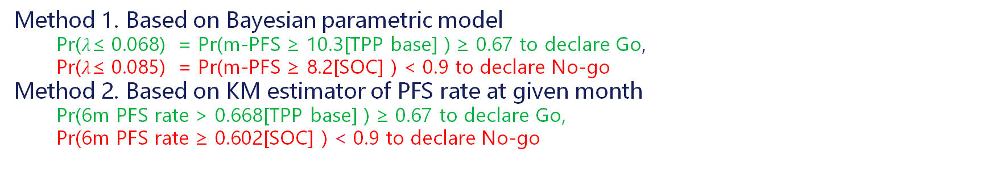 Method 1. Based on Bayesian parametric model
Pr(λ≤ 0.068) = Pr(m-PFS ≥ 10.3[TPP base] ) ≥ 0.67 to declare Go,
Pr(λ≤ 0.085) = Pr(m-PFS ≥ 8.2[SOC] ) < 0.9 to declare No-go
Method 2. Based on KM estimator of PFS rate at given month
Pr(6m PFS rate > 0.668[TPP base] ) ≥ 0.67 to declare Go,
Pr(6m PFS rate ≥ 0.602[SOC] ) < 0.9 to declare No-go